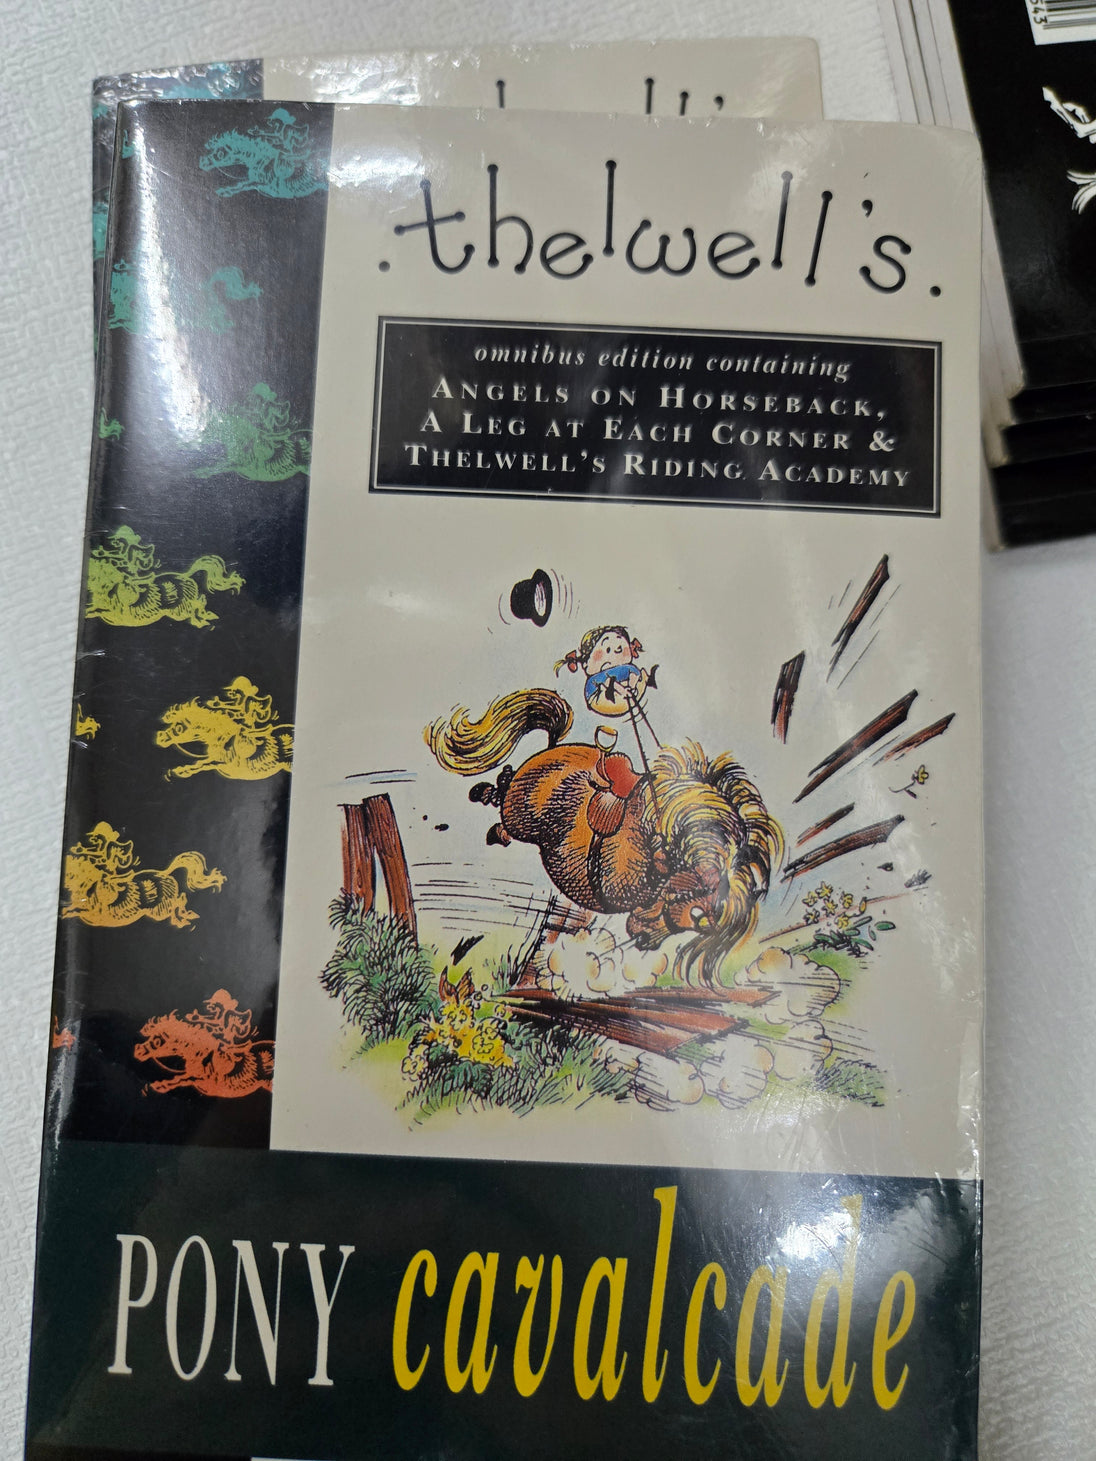 .thelwell's.
omnibus edition containing
ANGELS ON HORSEBACK,
A LEG AT EACH CORNER &
THELWELL'S RIDING ACADEMY
PONY cavalcade